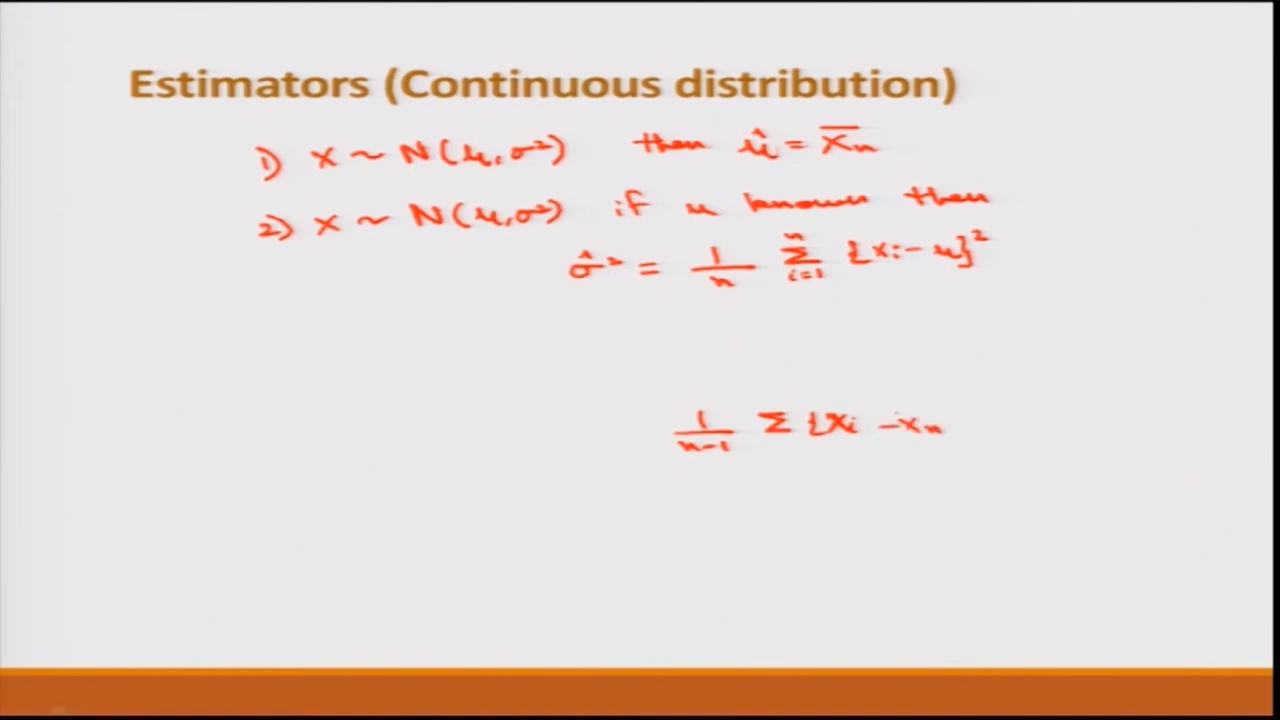 Estimators (Continuous distribution)
1) X ~ N(μ, σ²) then μ̂ = X̄ₙ
2) X ~ N(μ, σ²) if μ known then
σ̂² = 1/n Σⁿᵢ₌₁ {Xᵢ - μ}²
1/n-1 Σ {Xᵢ - Xₙ